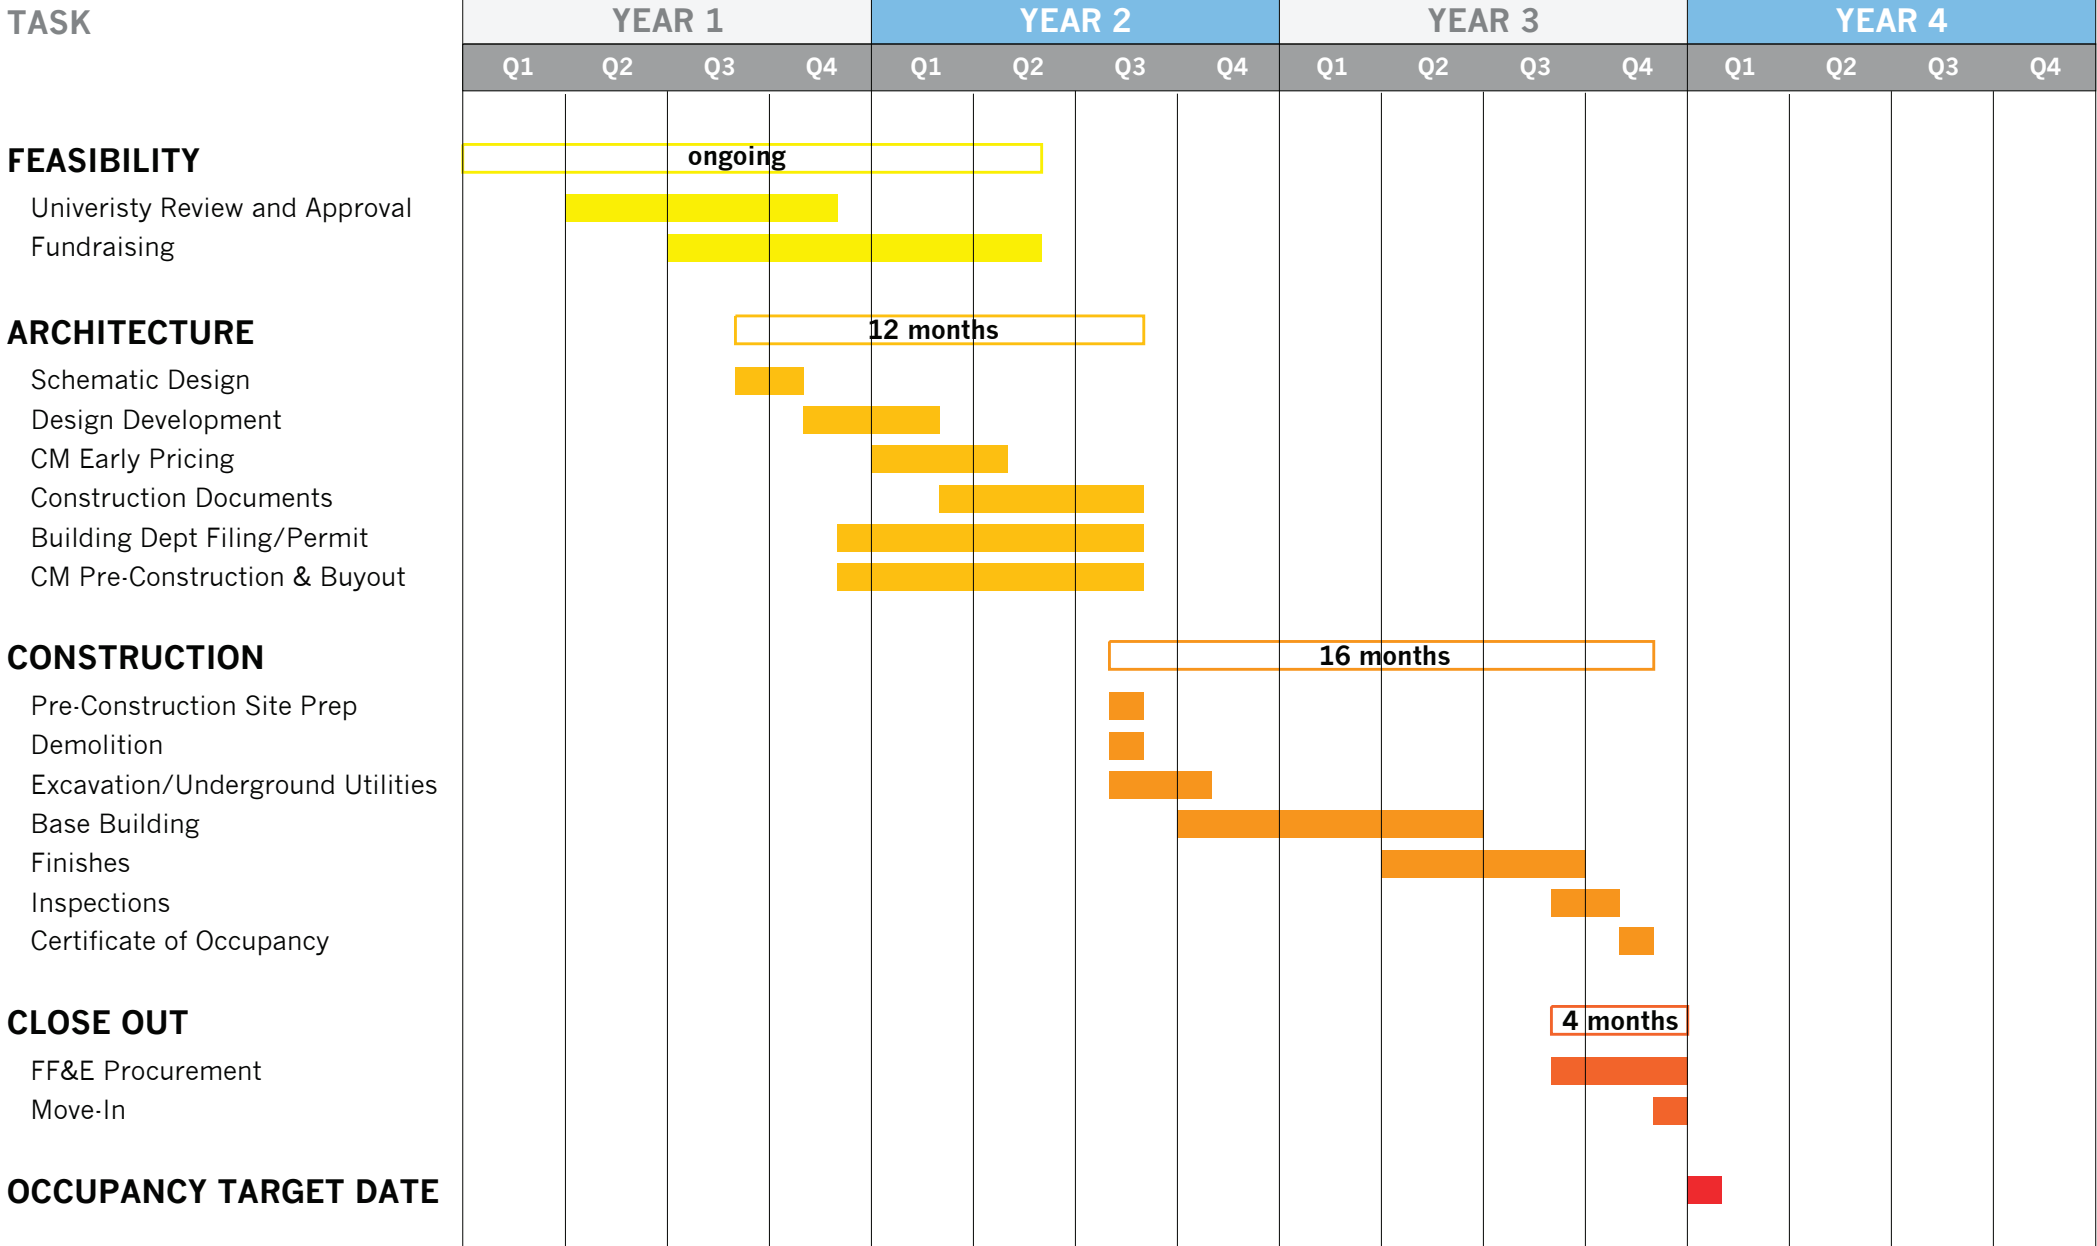 TASK YEAR 1 YEAR 2 YEAR 3 YEAR 4
Q1 Q2 Q3 Q4 Q1 Q2 Q3 Q4 Q1 Q2 Q3 Q4 Q1 Q2 Q3 Q4
FEASIBILITY ongoing
Univeristy Review and Approval
Fundraising
ARCHITECTURE 12 months
Schematic Design
Design Development
CM Early Pricing
Construction Documents
Building Dept Filing/Permit
CM Pre-Construction & Buyout
CONSTRUCTION 16 months
Pre-Construction Site Prep
Demolition
Excavation/Underground Utilities
Base Building
Finishes
Inspections
Certificate of Occupancy
CLOSE OUT 4 months
FF&E Procurement
Move-In
OCCUPANCY TARGET DATE